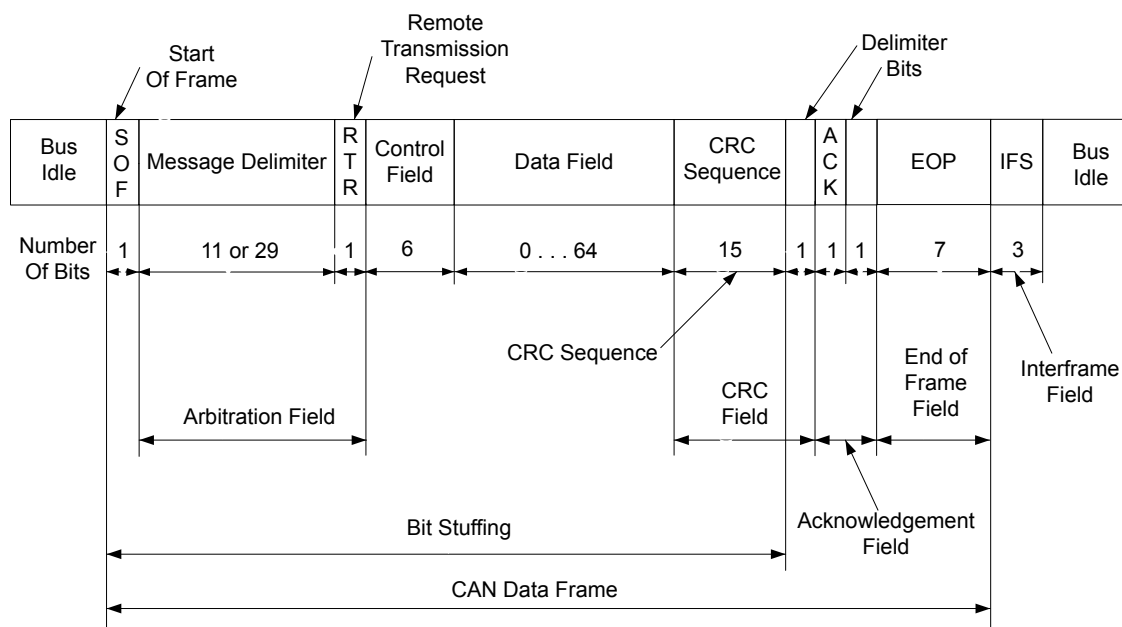 Start
Of Frame
Remote
Transmission
Request
Delimiter
Bits
Bus
Idle
S
O
F
Message Delimiter
R
T
R
Control
Field
Data Field
CRC
Sequence
A
C
K
EOP
IFS
Bus
Idle
Number
Of Bits
1
11 or 29
1
6
0 . . . 64
15
1
1
1
7
3
CRC Sequence
End of
Frame
Field
Interframe
Field
CRC
Field
Arbitration Field
Acknowledgement
Field
Bit Stuffing
CAN Data Frame